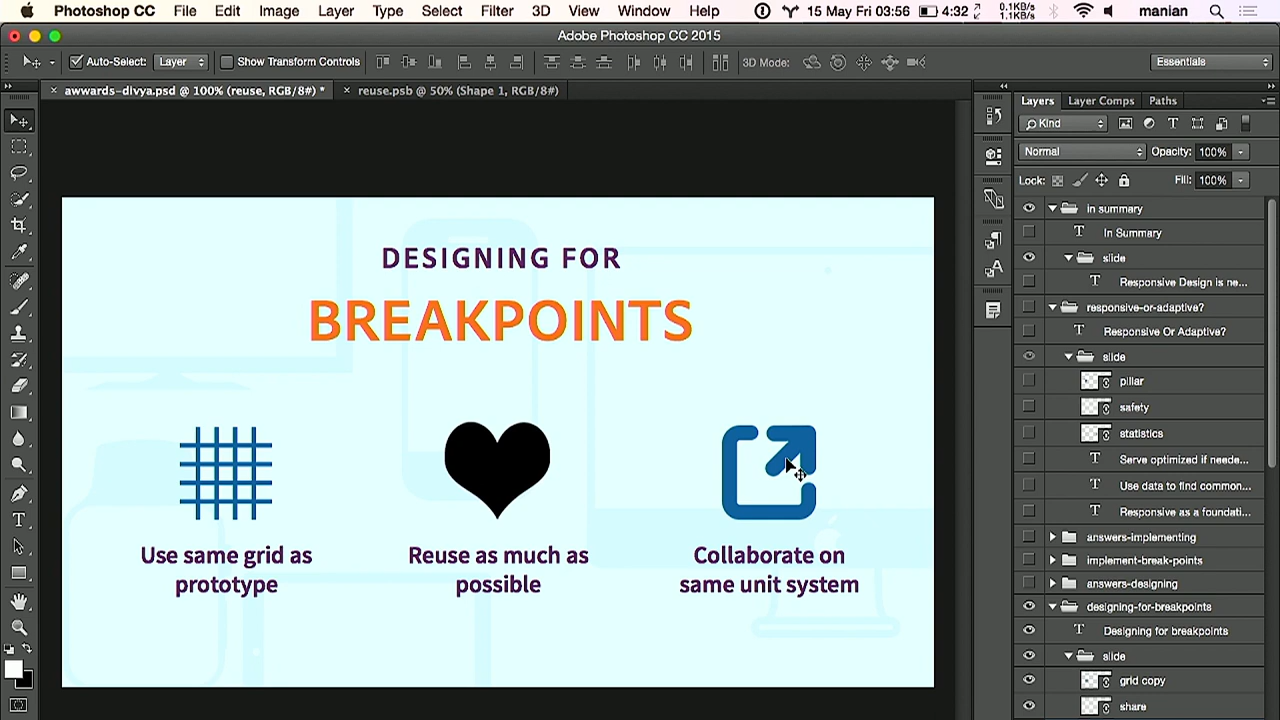 Photoshop CC File Edit Image Layer Type Select Filter 3D View Window Help 15 May Fri 03:56 4:32 0.1KB/s 1.1KB/s manian
Adobe Photoshop CC 2015
Auto-Select: Layer Show Transform Controls 3D Mode: Essentials
awwards-divya.psd @ 100% (reuse, RGB/8#) * reuse.psb @ 50% (Shape 1, RGB/8#)
Layers Layer Comps Paths
Kind
Normal Opacity: 100%
Lock: Fill: 100%
in summary
In Summary
slide
Responsive Design is ne...
responsive-or-adaptive?
Responsive Or Adaptive?
slide
pillar
safety
statistics
Serve optimized if neede...
Use data to find common...
Responsive as a foundati...
answers-implementing
implement-break-points
answers-designing
designing-for-breakpoints
Designing for breakpoints
slide
grid copy
share
DESIGNING FOR
BREAKPOINTS
Use same grid as
prototype
Reuse as much as
possible
Collaborate on
same unit system